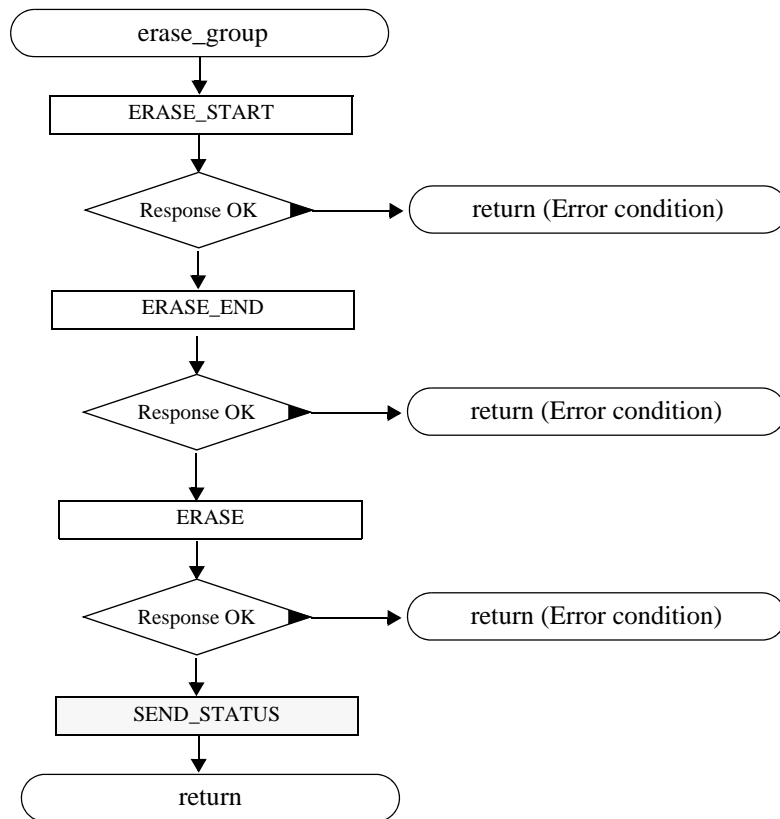 erase_group
ERASE_START
Response OK
return (Error condition)
ERASE_END
Response OK
return (Error condition)
ERASE
Response OK
return (Error condition)
SEND_STATUS
return